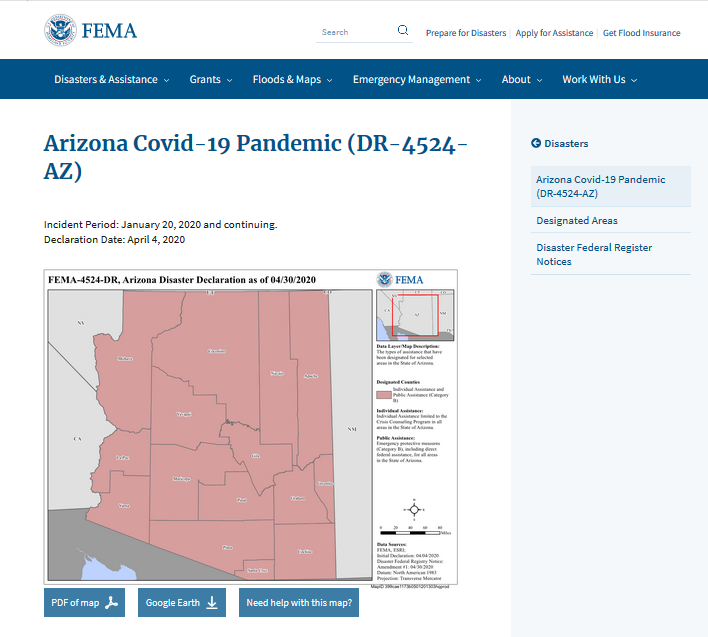 FEMA
Search
Prepare for Disasters
Apply for Assistance
Get Flood Insurance
Disasters & Assistance
Grants
Floods & Maps
Emergency Management
About
Work With Us
Arizona Covid-19 Pandemic (DR-4524-
AZ)
Incident Period: January 20, 2020 and continuing.
Declaration Date: April 4, 2020
Disasters
Arizona Covid-19 Pandemic
(DR-4524-AZ)
Designated Areas
Disaster Federal Register
Notices
FEMA-4524-DR, Arizona Disaster Declaration as of 04/30/2020
FEMA
NV
CA
NM
Mohave
Coconino
Navajo
Apache
Yavapai
La Paz
Gila
Maricopa
Yuma
Pinal
Graham
Greenlee
Pima
Cochise
Santa Cruz
CA
AZ
NM
Data Layer/Map Description:
The types of assistance that have
been designated for selected
areas in the State of Arizona.
Designated Counties
Individual Assistance and
Public Assistance (Category
B)
Individual Assistance:
Individual Assistance limited to the
Crisis Counseling Program in all
areas in the State of Arizona.
Public Assistance:
Emergency protective measures
(Category B), including direct
federal assistance, for all areas
in the State of Arizona.
0 20 40 60 80
Miles
Data Sources:
FEMA, ESRI;
Initial Declaration: 04/04/2020
Disaster Federal Registry Notice:
Amendment #1: 04/30/2020
Datum: North American 1983
Projection: Transverse Mercator
PDF of map
Google Earth
Need help with this map?